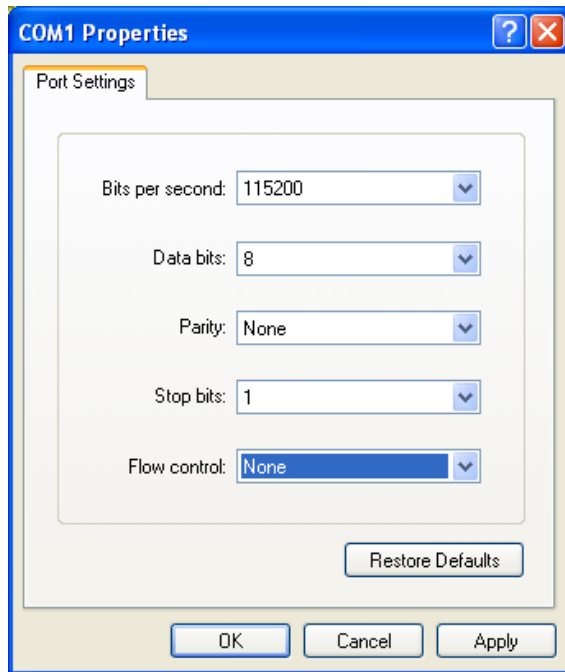 COM1 Properties
Port Settings
Bits per second: 115200
Data bits: 8
Parity: None
Stop bits: 1
Flow control: None
Restore Defaults
OK Cancel Apply